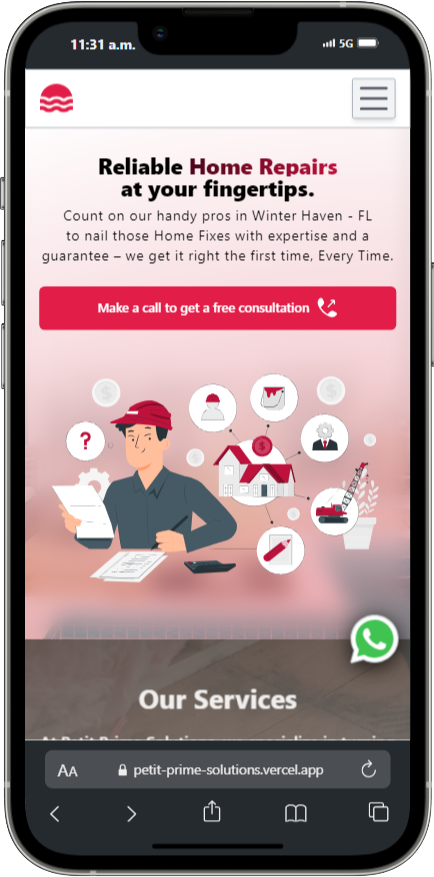 11:31 a.m.
5G
Reliable Home Repairs
at your fingertips.
Count on our handy pros in Winter Haven - FL
to nail those Home Fixes with expertise and a
guarantee – we get it right the first time, Every Time.
Make a call to get a free consultation
$
$
?
$
$
Our Services
AA
petit-prime-solutions.vercel.app